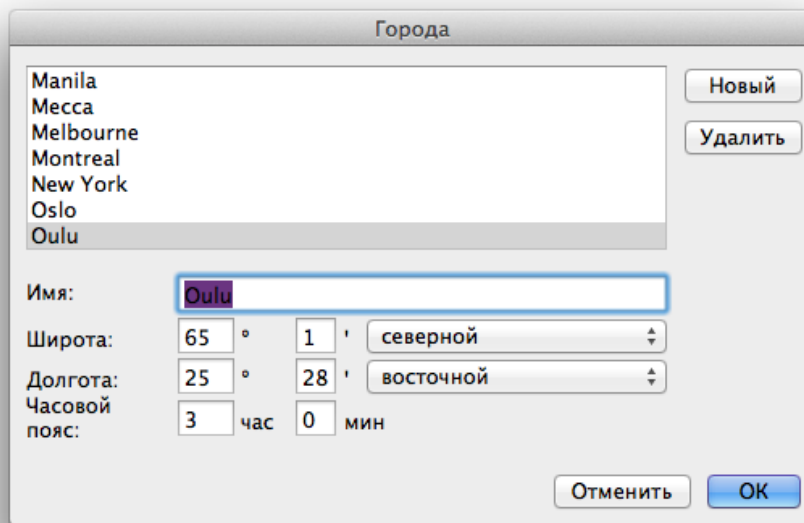 Города
Manila
Mecca
Melbourne
Montreal
New York
Oslo
Oulu
Новый
Удалить
Имя: Oulu
Широта: 65 ° 1 ' северной
Долгота: 25 ° 28 ' восточной
Часовой
пояс: 3 час 0 мин
Отменить OK